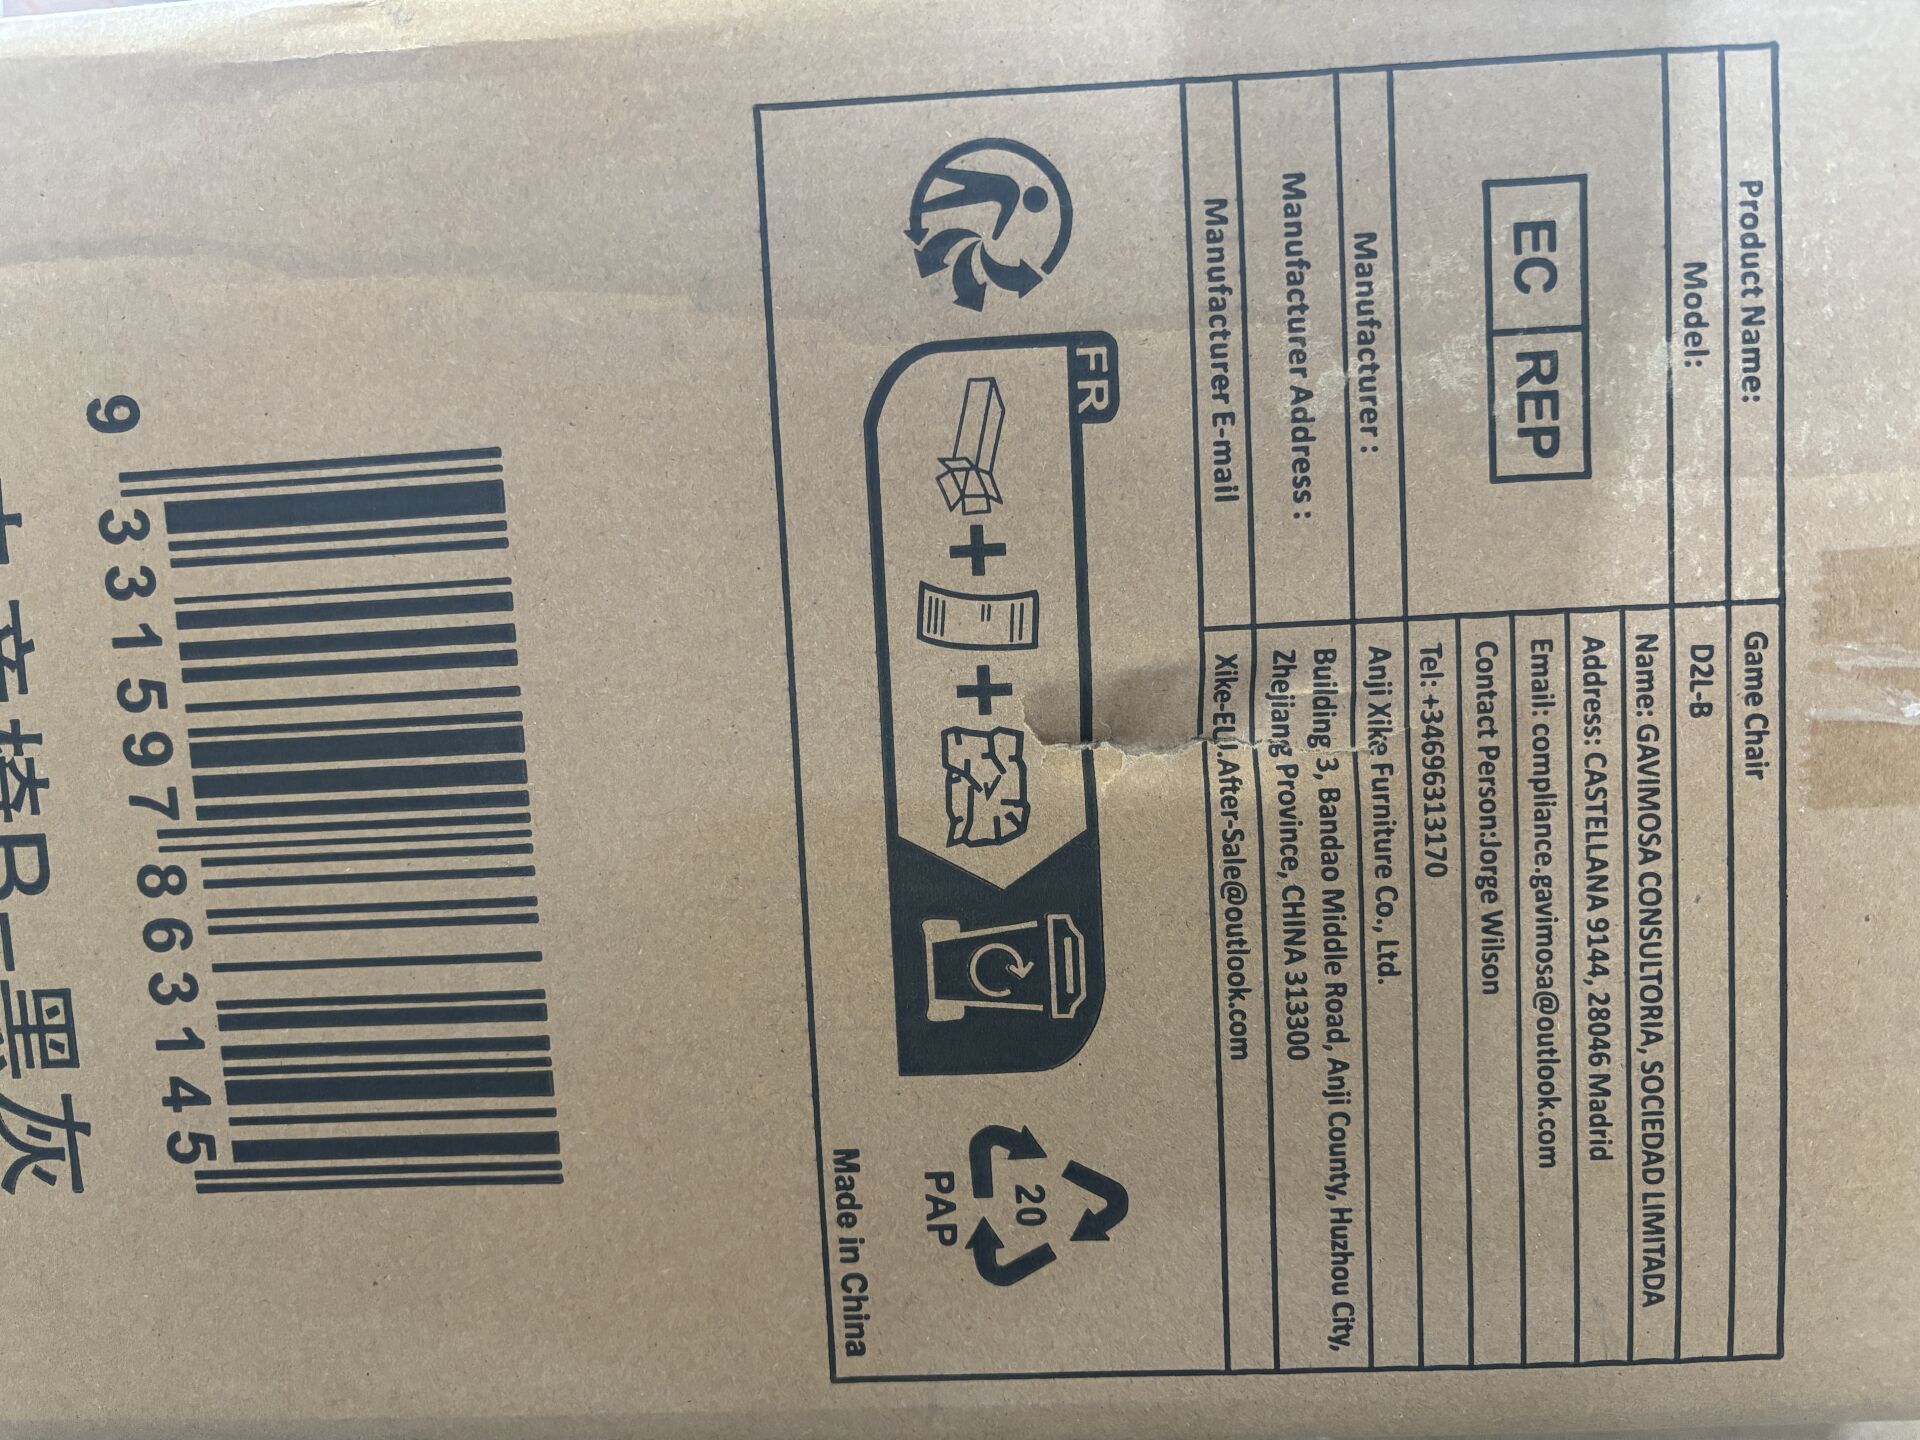 Product Name: Game Chair
Model: D2L-B
EC REP
Name: GAVIMOSA CONSULTORIA, SOCIEDAD LIMITADA
Address: CASTELLANA 9144, 28046 Madrid
Email: compliance.gavimosa@outlook.com
Contact Person:Jorge Wilson
Tel: +34696313170
Manufacturer : Anji Xike Furniture Co., Ltd.
Manufacturer Address : Building 3, Bandao Middle Road, Anji County, Huzhou City,
Zhejiang Province, CHINA 313300
Manufacturer E-mail Xike-EU.After-Sale@outlook.com
FR
20
PAP
Made in China
9 331597 863145
B-黑灰